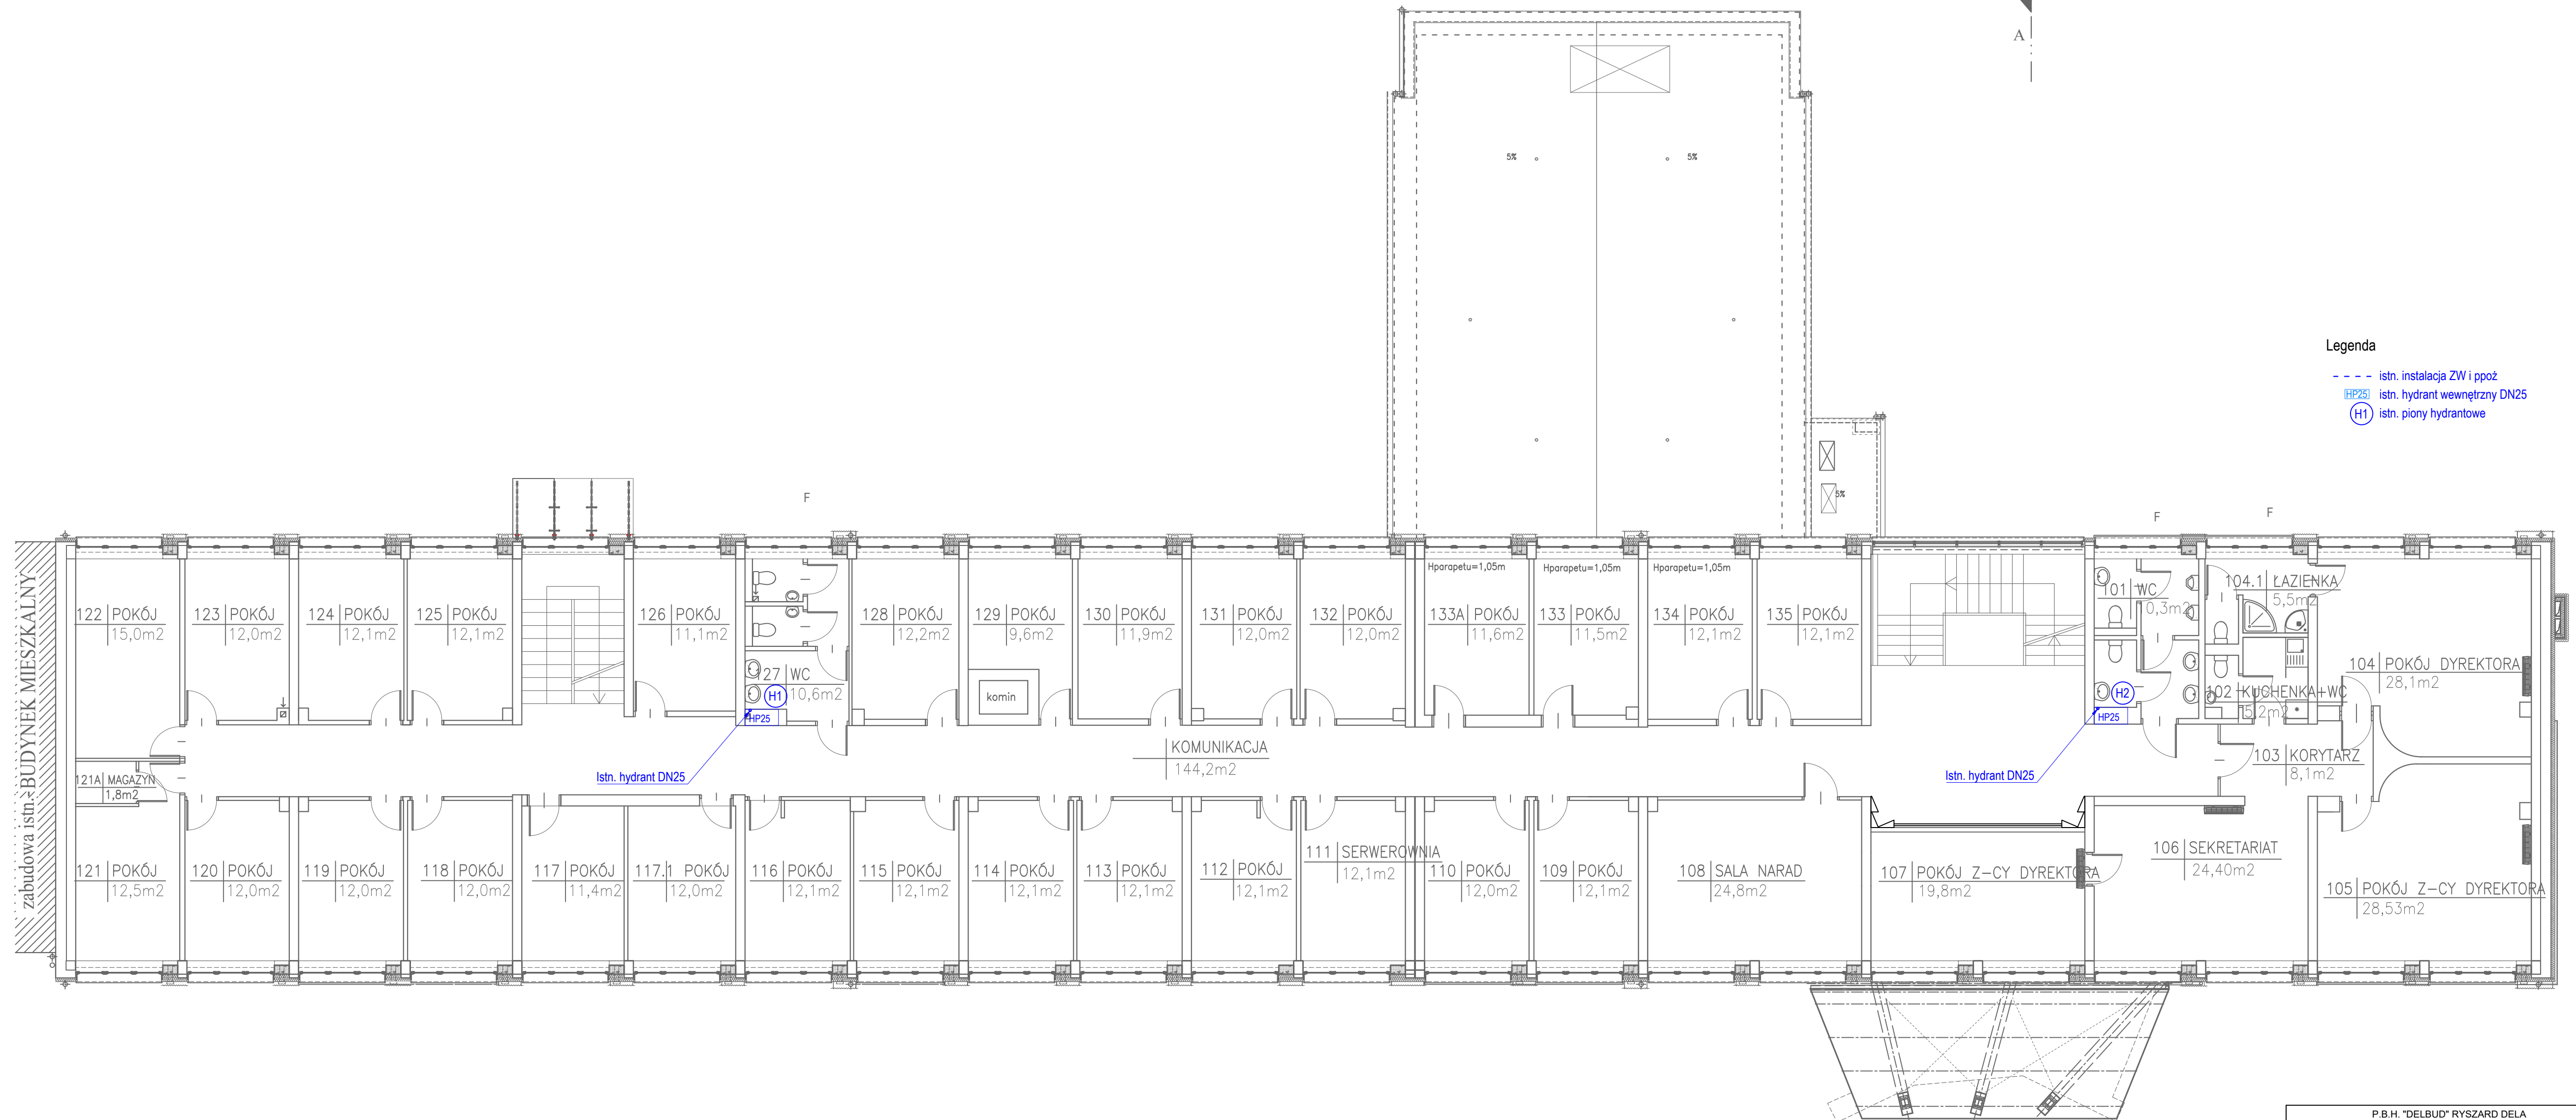 A
5%
5%
Legenda
istn. instalacja ZW i ppoż
HP25 istn. hydrant wewnętrzny DN25
H1 istn. piony hydrantowe
5%
F
F
F
zabudowa istn.-BUDYNEK MIESZKALNY
Hparapetu=1,05m
Hparapetu=1,05m
Hparapetu=1,05m
122 POKÓJ
15,0m2
123 POKÓJ
12,0m2
124 POKÓJ
12,1m2
125 POKÓJ
12,1m2
126 POKÓJ
11,1m2
127 WC
10,6m2
H1
HP25
128 POKÓJ
12,2m2
129 POKÓJ
9,6m2
komin
130 POKÓJ
11,9m2
131 POKÓJ
12,0m2
132 POKÓJ
12,0m2
133A POKÓJ
11,6m2
133 POKÓJ
11,5m2
134 POKÓJ
12,1m2
135 POKÓJ
12,1m2
101 WC
0,3m2
H2
HP25
104.1 ŁAZIENKA
5,5m2
102 KUCHENKA+WC
5,2m2
104 POKÓJ DYREKTORA
28,1m2
121A MAGAZYN
1,8m2
Istn. hydrant DN25
KOMUNIKACJA
144,2m2
Istn. hydrant DN25
103 KORYTARZ
8,1m2
121 POKÓJ
12,5m2
120 POKÓJ
12,0m2
119 POKÓJ
12,0m2
118 POKÓJ
12,0m2
117 POKÓJ
11,4m2
117.1 POKÓJ
12,0m2
116 POKÓJ
12,1m2
115 POKÓJ
12,1m2
114 POKÓJ
12,1m2
113 POKÓJ
12,1m2
112 POKÓJ
12,1m2
111 SERWEROWNIA
12,1m2
110 POKÓJ
12,0m2
109 POKÓJ
12,1m2
108 SALA NARAD
24,8m2
107 POKÓJ Z-CY DYREKTORA
19,8m2
106 SEKRETARIAT
24,40m2
105 POKÓJ Z-CY DYREKTORA
28,53m2
P.B.H. "DELBUD" RYSZARD DELA